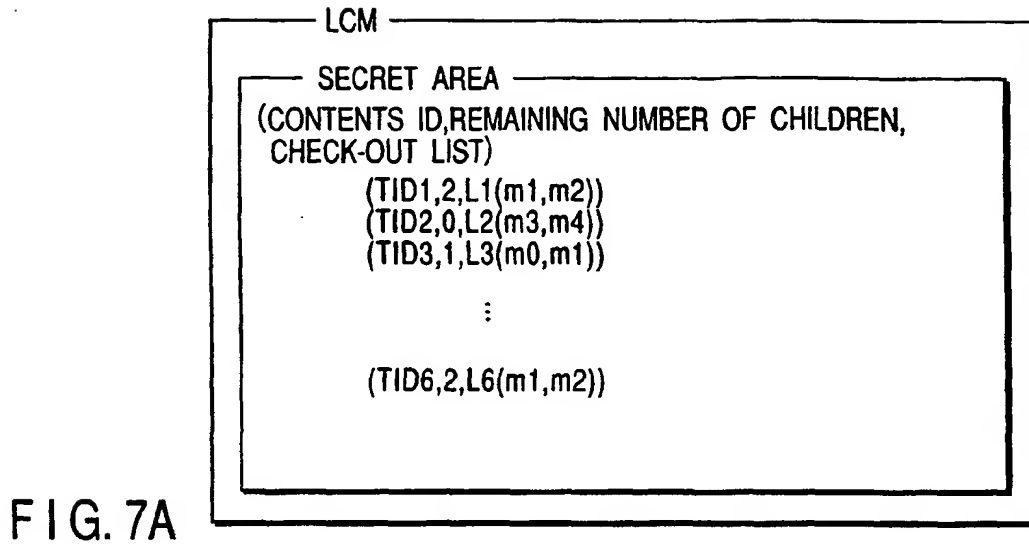 LCM
SECRET AREA
(CONTENTS ID,REMAINING NUMBER OF CHILDREN,
CHECK-OUT LIST)
(TID1,2,L1(m1,m2))
(TID2,0,L2(m3,m4))
(TID3,1,L3(m0,m1))
⋮
(TID6,2,L6(m1,m2))
FIG. 7A